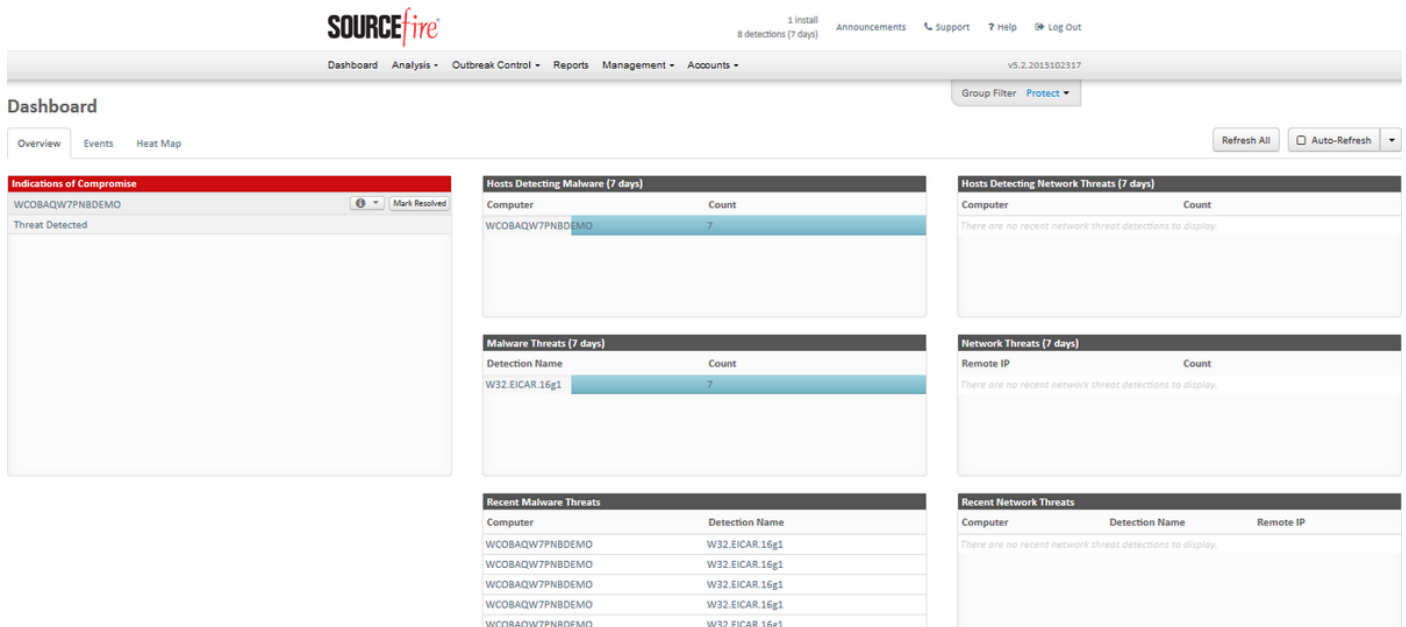 SOURCEfire®
1 install
8 detections (7 days)
Announcements
Support
? Help
Log Out
Dashboard Analysis Outbreak Control Reports Management Accounts
v5.2.2015102317
Group Filter Protect
Dashboard
Overview Events Heat Map
Refresh All
Auto-Refresh
Indications of Compromise
WCOBAQW7PNBDEMO
Mark Resolved
Threat Detected
Hosts Detecting Malware (7 days)
Computer Count
WCOBAQW7PNBDEMO 7
Hosts Detecting Network Threats (7 days)
Computer Count
There are no recent network threat detections to display.
Malware Threats (7 days)
Detection Name Count
W32.EICAR.16g1 7
Network Threats (7 days)
Remote IP Count
There are no recent network threat detections to display.
Recent Malware Threats
Computer Detection Name
WCOBAQW7PNBDEMO W32.EICAR.16g1
WCOBAQW7PNBDEMO W32.EICAR.16g1
WCOBAQW7PNBDEMO W32.EICAR.16g1
WCOBAQW7PNBDEMO W32.EICAR.16g1
WCOBAQW7PNBDEMO W32.EICAR.16g1
Recent Network Threats
Computer Detection Name Remote IP
There are no recent network threat detections to display.